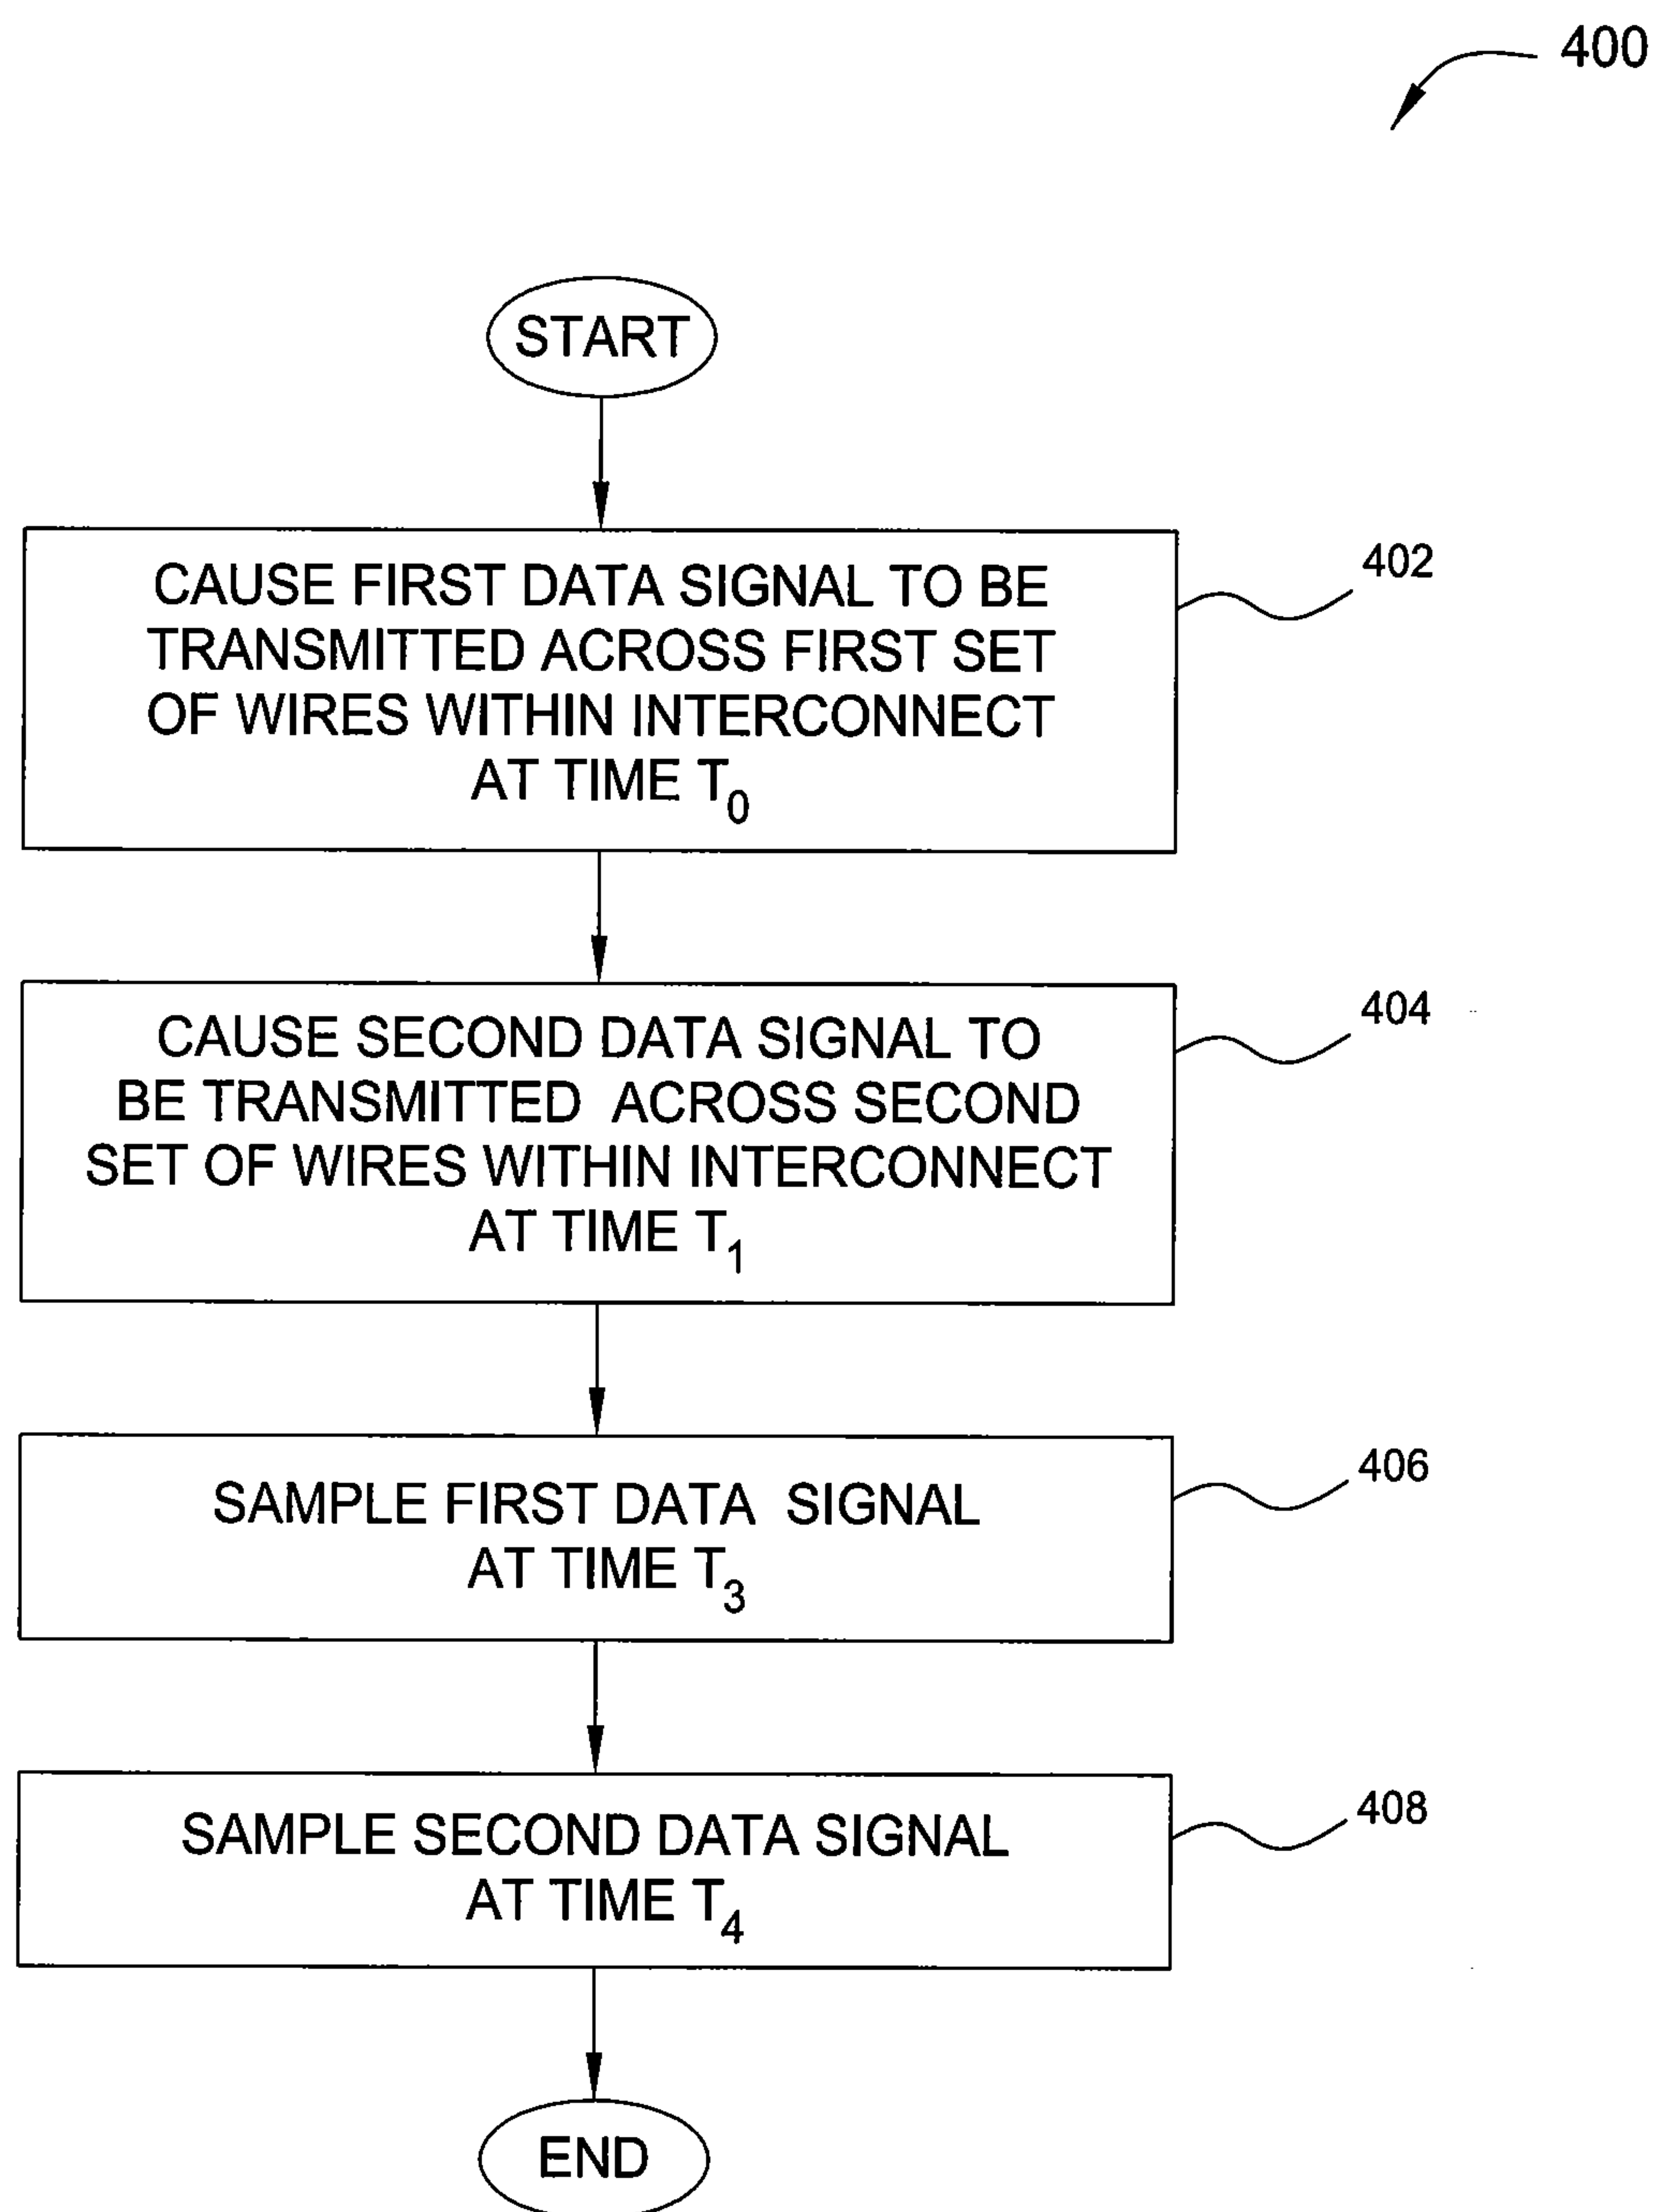 400
START
CAUSE FIRST DATA SIGNAL TO BE
TRANSMITTED ACROSS FIRST SET
OF WIRES WITHIN INTERCONNECT
AT TIME T₀
402
CAUSE SECOND DATA SIGNAL TO
BE TRANSMITTED ACROSS SECOND
SET OF WIRES WITHIN INTERCONNECT
AT TIME T₁
404
SAMPLE FIRST DATA SIGNAL
AT TIME T₃
406
SAMPLE SECOND DATA SIGNAL
AT TIME T₄
408
END